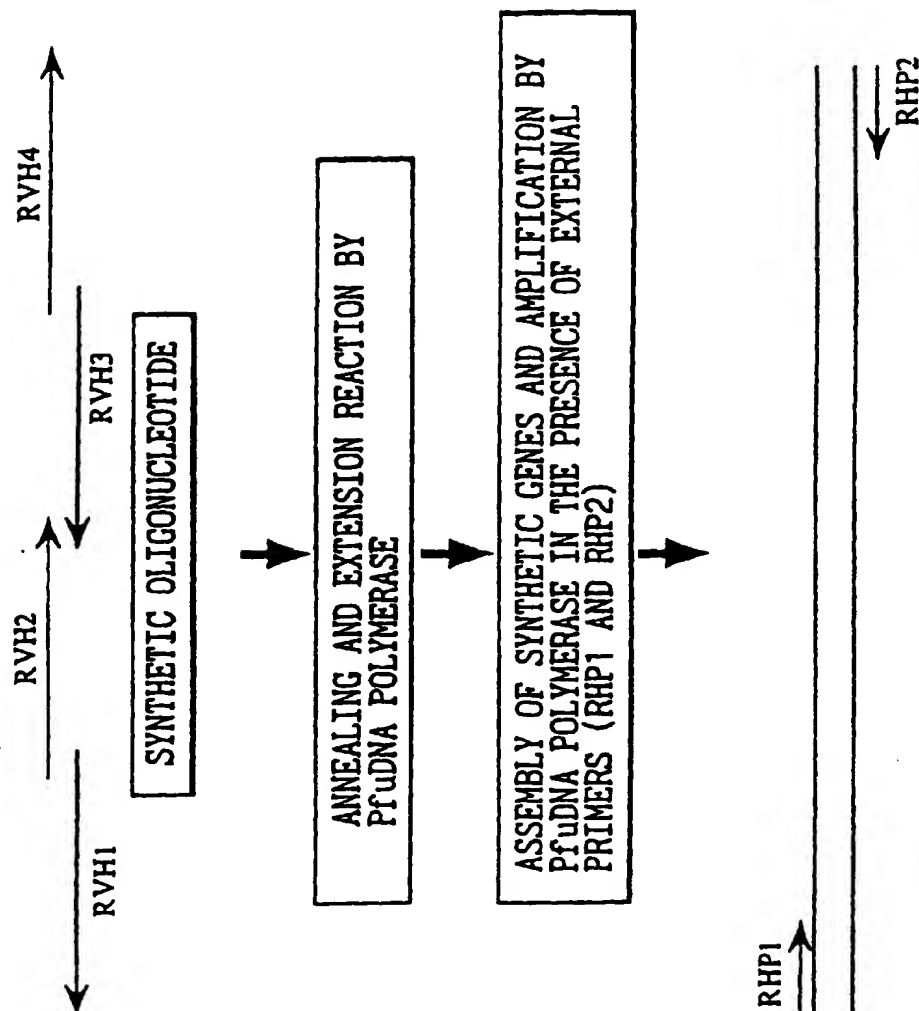 RVH2
RVH4
RVH1
RVH3
SYNTHETIC OLIGONUCLEOTIDE
ANNEALING AND EXTENSION REACTION BY
PfuDNA POLYMERASE
ASSEMBLY OF SYNTHETIC GENES AND AMPLIFICATION BY
PfuDNA POLYMERASE IN THE PRESENCE OF EXTERNAL
PRIMERS (RHP1 AND RHP2)
RHP1
RHP2